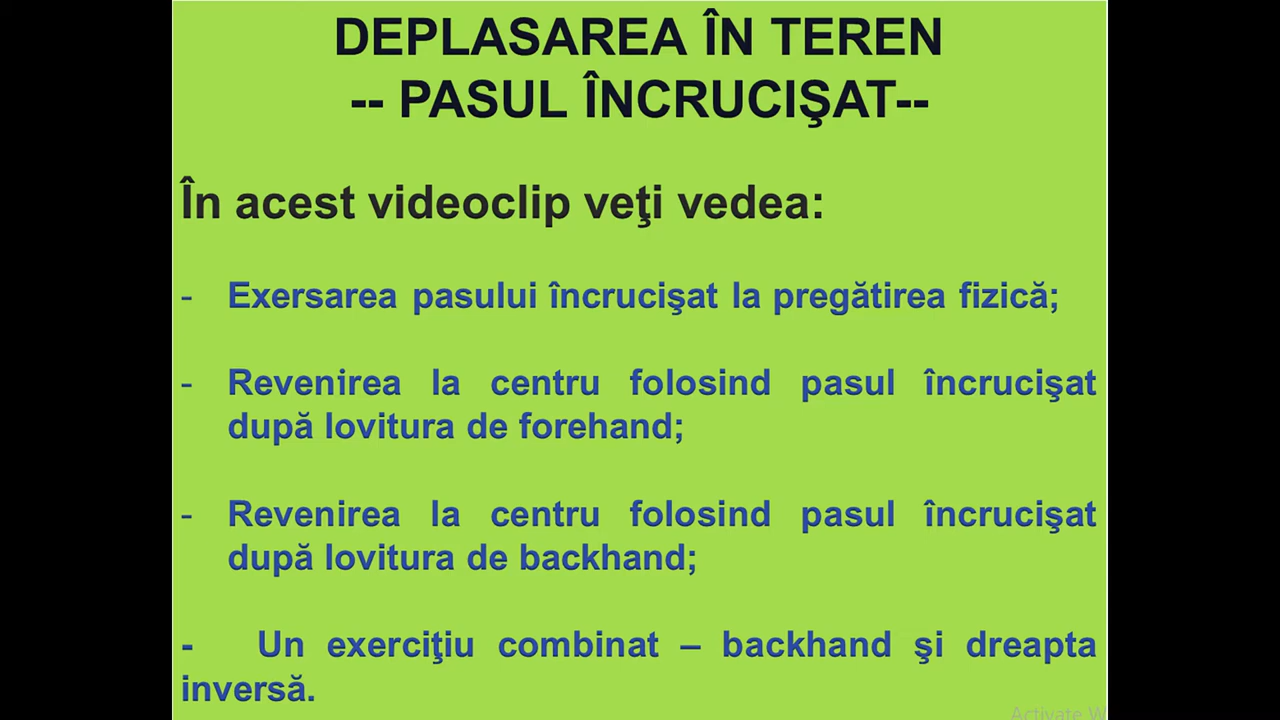 DEPLASAREA ÎN TEREN
-- PASUL ÎNCRUCIŞAT--
În acest videoclip veţi vedea:
- Exersarea pasului încrucişat la pregătirea fizică;
- Revenirea la centru folosind pasul încrucişat
după lovitura de forehand;
- Revenirea la centru folosind pasul încrucişat
după lovitura de backhand;
- Un exerciţiu combinat – backhand şi dreapta
inversă.
Activate W